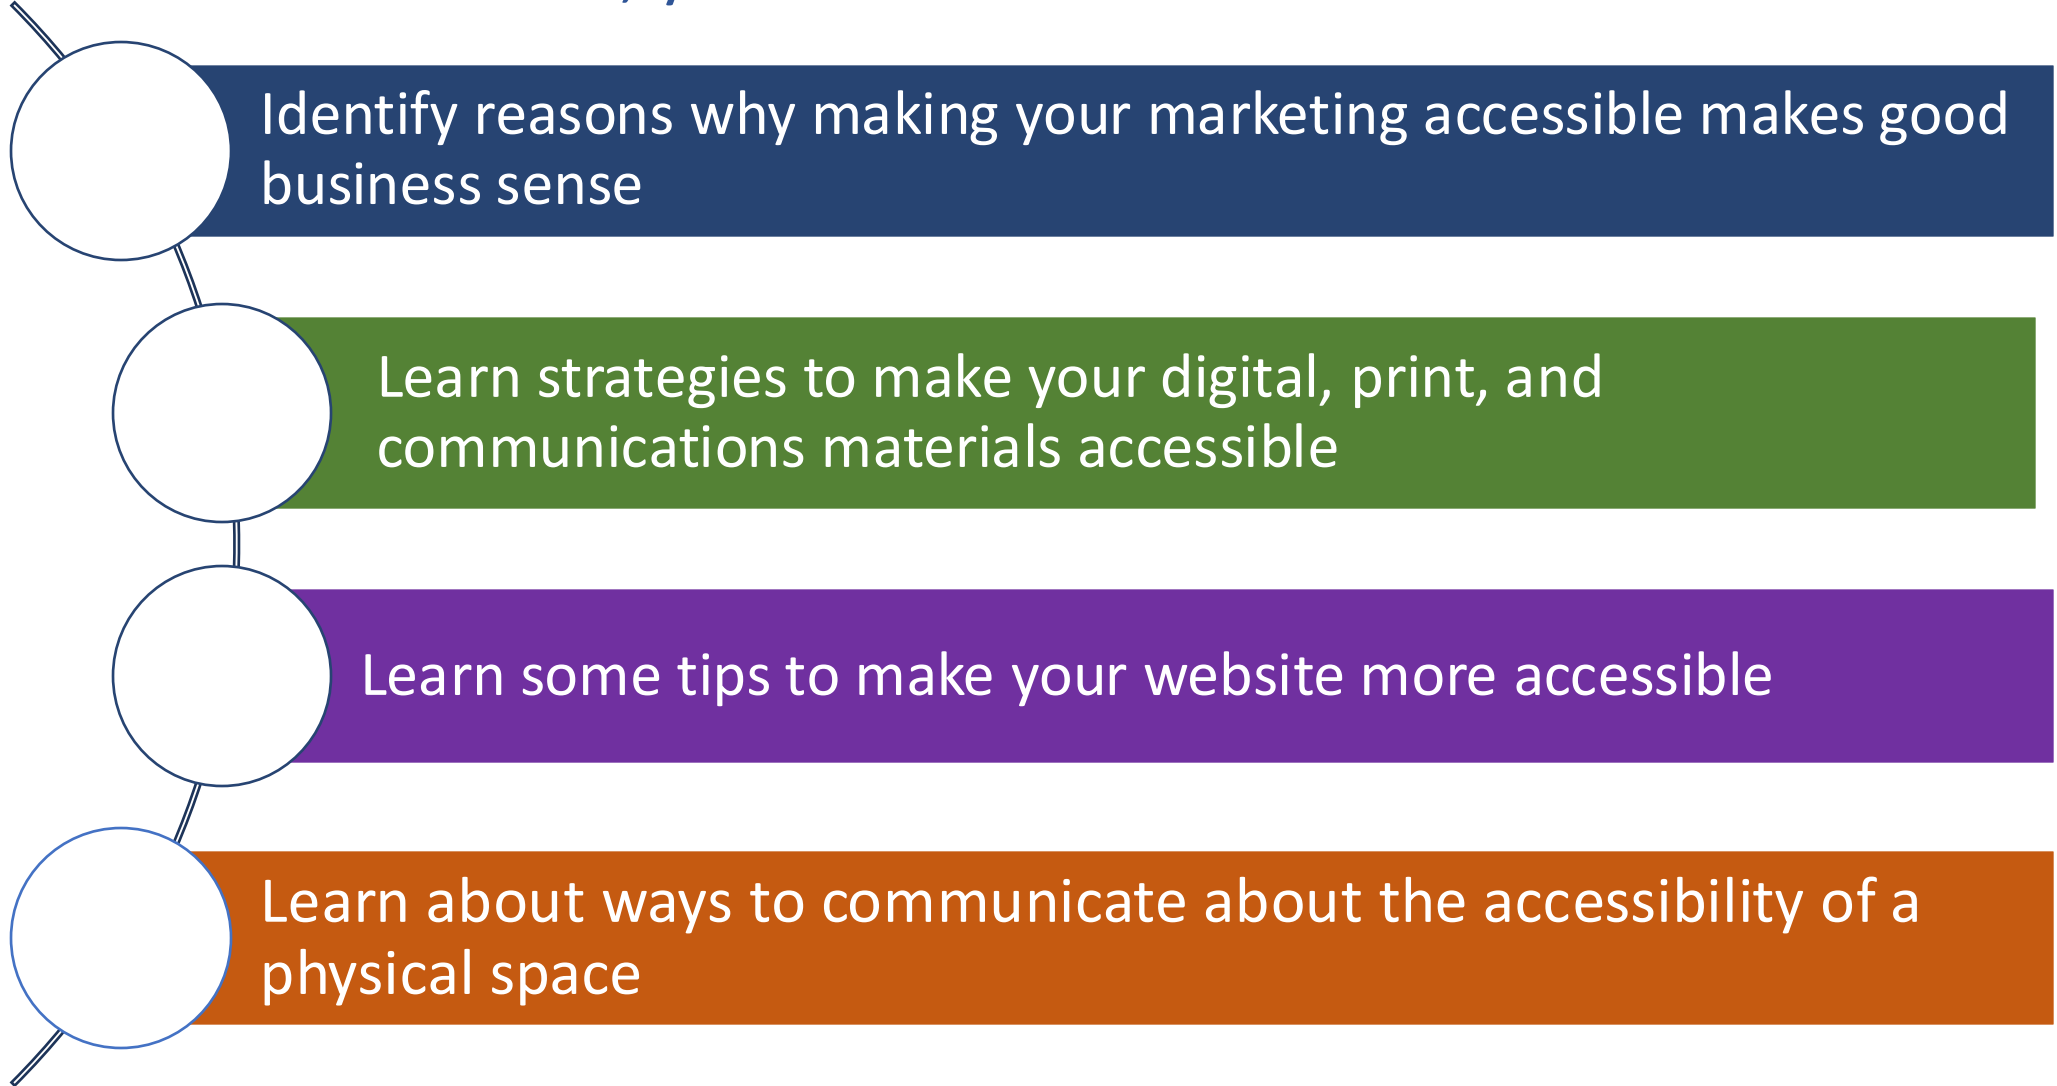 Identify reasons why making your marketing accessible makes good
business sense
Learn strategies to make your digital, print, and
communications materials accessible
Learn some tips to make your website more accessible
Learn about ways to communicate about the accessibility of a
physical space